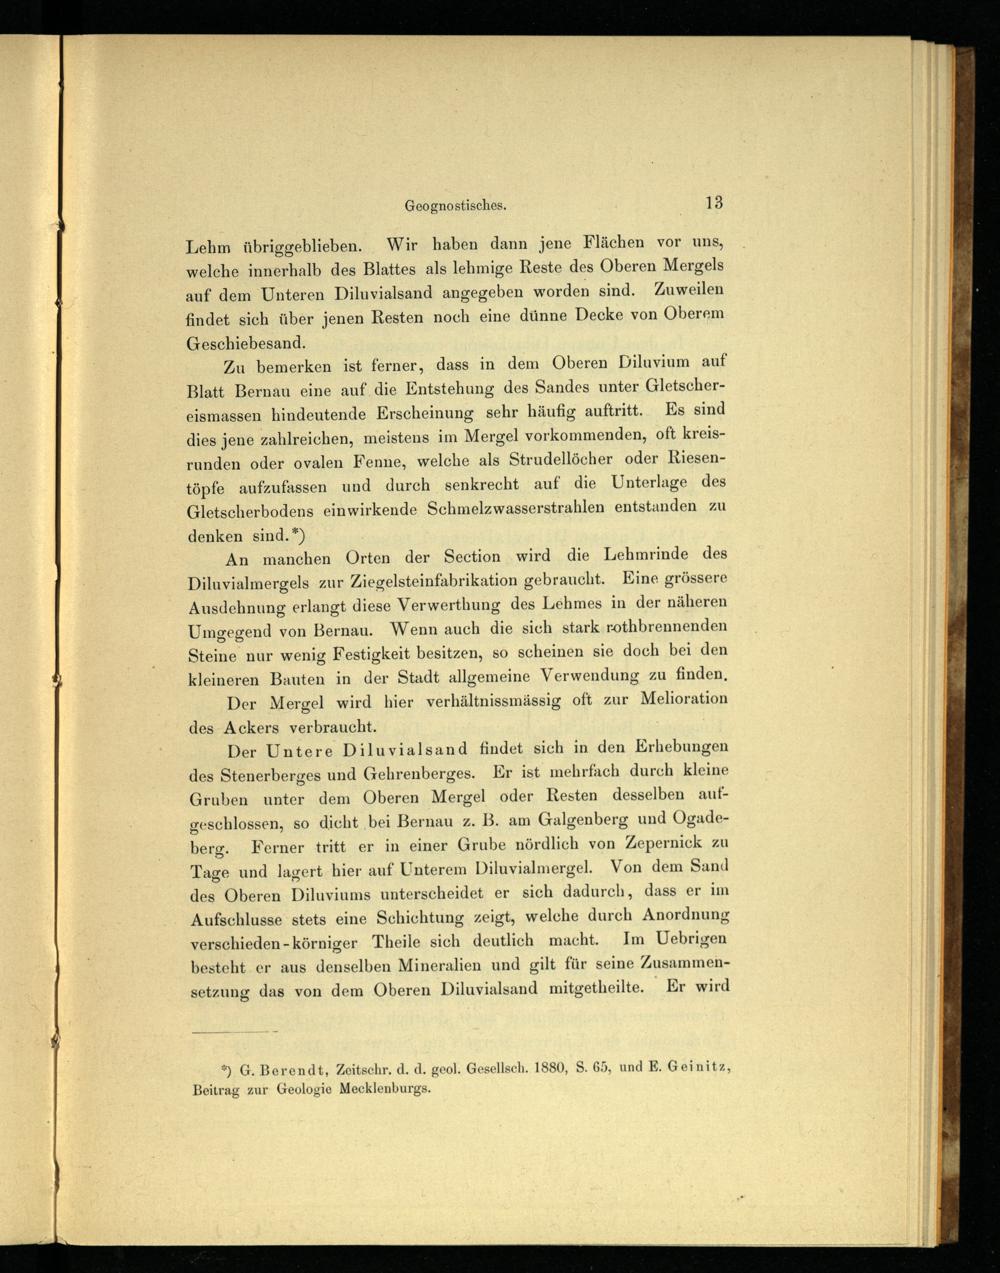 Geognostisches. 13
Lehm übriggeblieben. Wir haben dann jene Flächen vor uns,
welche innerhalb des Blattes als lehmige Reste des Oberen Mergels
auf dem Unteren Diluvialsand angegeben worden sind. Zuweilen
findet sich über jenen Resten noch eine dünne Decke von Oberem
Geschiebesand.
Zu bemerken ist ferner, dass in dem Oberen Diluvium auf
Blatt Bernau eine auf die Entstehung des Sandes unter Gletscher-
eismassen hindeutende Erscheinung sehr häufig auftritt. Es sind
dies jene zahlreichen, meistens im Mergel vorkommenden, oft kreis-
runden oder ovalen Fenne, welche als Strudellöcher oder Riesen-
töpfe aufzufassen und durch senkrecht auf die Unterlage des
Gletscherbodens einwirkende Schmelzwasserstrahlen entstanden zu
denken sind.*)
An manchen Orten der Section wird die Lehmrinde des
Diluvialmergels zur Ziegelsteinfabrikation gebraucht. Eine grössere
Ausdehnung erlangt diese Verwerthung des Lehmes in der näheren
Umgegend von Bernau. Wenn auch die sich stark rothbrennenden
Steine nur wenig Festigkeit besitzen, so scheinen sie doch bei den
kleineren Bauten in der Stadt allgemeine Verwendung zu finden.
Der Mergel wird hier verhältnissmässig oft zur Melioration
des Ackers verbraucht.
Der Untere Diluvialsand findet sich in den Erhebungen
des Stenerberges und Gehrenberges. Er ist mehrfach durch kleine
Gruben unter dem Oberen Mergel oder Resten desselben auf-
geschlossen, so dicht bei Bernau z. B. am Galgenberg und Ogade-
berg. Ferner tritt er in einer Grube nördlich von Zepernick zu
Tage und lagert hier auf Unterem Diluvialmergel. Von dem Sand
des Oberen Diluviums unterscheidet er sich dadurch, dass er im
Aufschlusse stets eine Schichtung zeigt, welche durch Anordnung
verschieden-körniger Theile sich deutlich macht. Im Uebrigen
besteht er aus denselben Mineralien und gilt für seine Zusammen-
setzung das von dem Oberen Diluvialsand mitgetheilte. Er wird
*) G. Berendt, Zeitschr. d. d. geol. Gesellsch. 1880, S. 65, und E. Geinitz,
Beitrag zur Geologie Mecklenburgs.